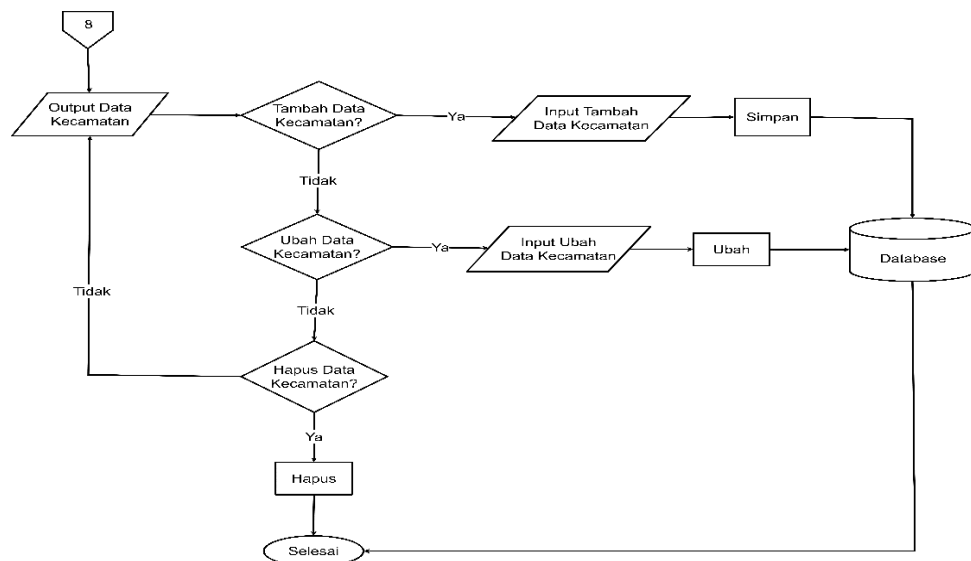 8
Output Data
Kecamatan
Tambah Data
Kecamatan?
Ya
Input Tambah
Data Kecamatan
Simpan
Tidak
Ubah Data
Kecamatan?
Ya
Input Ubah
Data Kecamatan
Ubah
Dalabase
Tidak
Tidak
Hapus Data
Kecamatan?
Ya
Hapus
Selesai